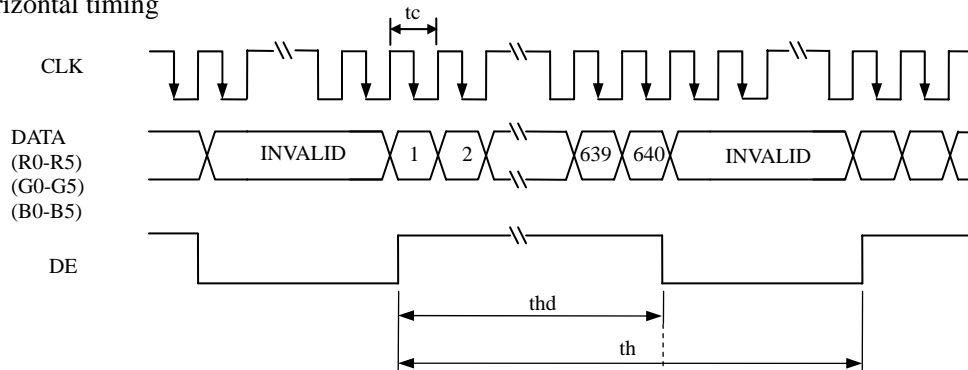 rizontal timing
tc
CLK
DATA
(R0-R5)
(G0-G5)
(B0-B5)
INVALID 1 2 639 640 INVALID
DE
thd
th